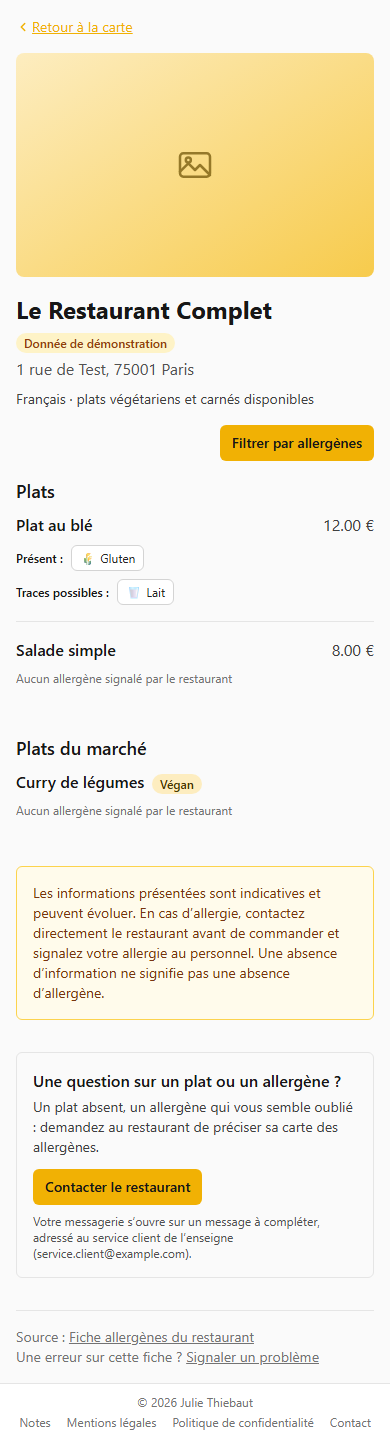 Retour à la carte
Le Restaurant Complet
Donnée de démonstration
1 rue de Test, 75001 Paris
Français · plats végétariens et carnés disponibles
Filtrer par allergènes
Plats
Plat au blé 12.00 €
Présent : Gluten
Traces possibles : Lait
Salade simple 8.00 €
Aucun allergène signalé par le restaurant
Plats du marché
Curry de légumes Végan
Aucun allergène signalé par le restaurant
Les informations présentées sont indicatives et
peuvent évoluer. En cas d’allergie, contactez
directement le restaurant avant de commander et
signalez votre allergie au personnel. Une absence
d’information ne signifie pas une absence
d’allergène.
Une question sur un plat ou un allergène ?
Un plat absent, un allergène qui vous semble oublié
: demandez au restaurant de préciser sa carte des
allergènes.
Contacter le restaurant
Votre messagerie s’ouvre sur un message à compléter,
adressé au service client de l’enseigne
(service.client@example.com).
Source : Fiche allergènes du restaurant
Une erreur sur cette fiche ? Signaler un problème
© 2026 Julie Thiebaut
Notes Mentions légales Politique de confidentialité Contact